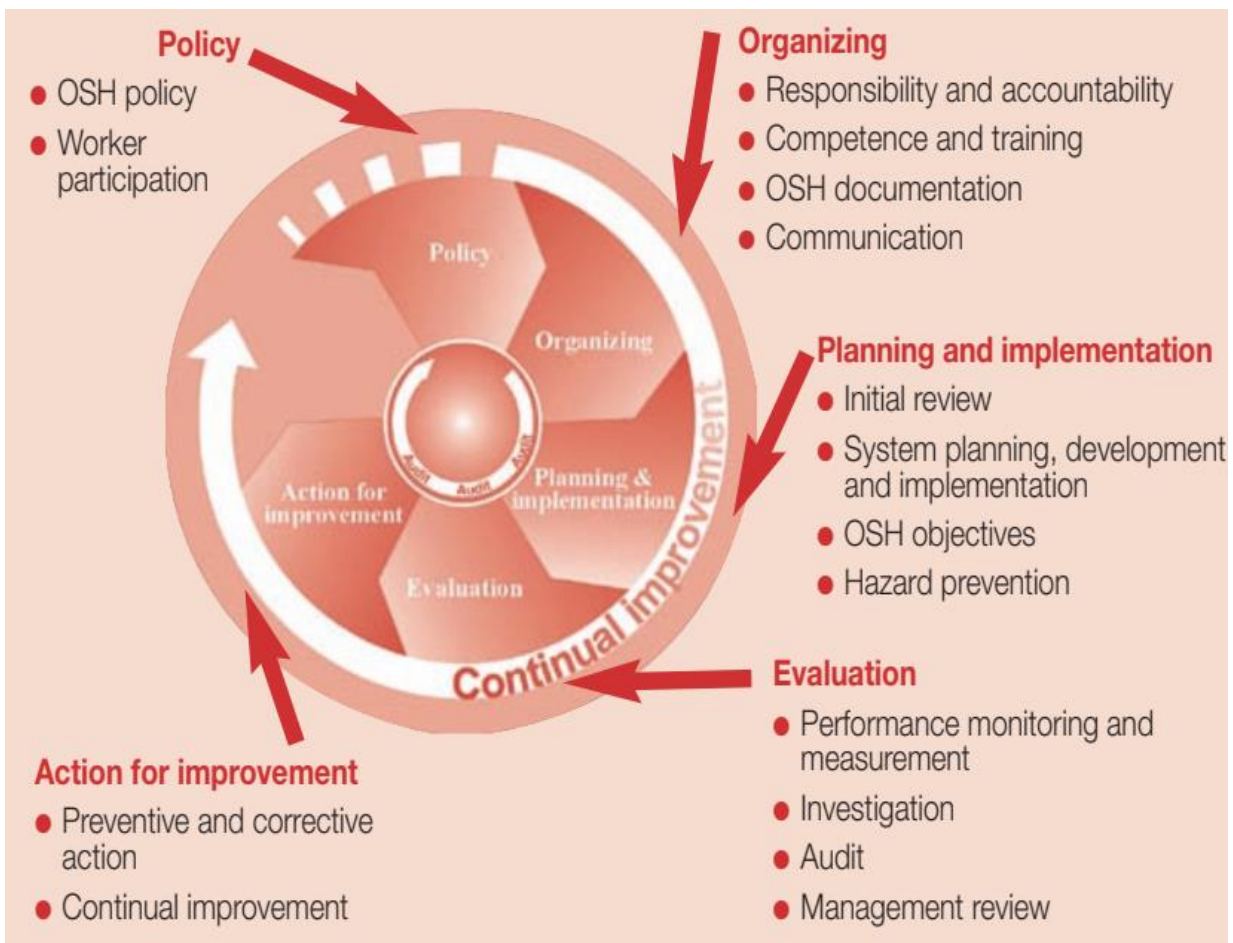 Policy
• OSH policy
• Worker
participation
Organizing
• Responsibility and accountability
• Competence and training
• OSH documentation
• Communication
Planning and implementation
• Initial review
• System planning, development
and implementation
• OSH objectives
• Hazard prevention
Evaluation
• Performance monitoring and
measurement
• Investigation
• Audit
• Management review
Action for improvement
• Preventive and corrective
action
• Continual improvement
Policy
Organizing
Planning &
implementation
Evaluation
Action for
improvement
Audit
Audit
Audit
Continual improvement